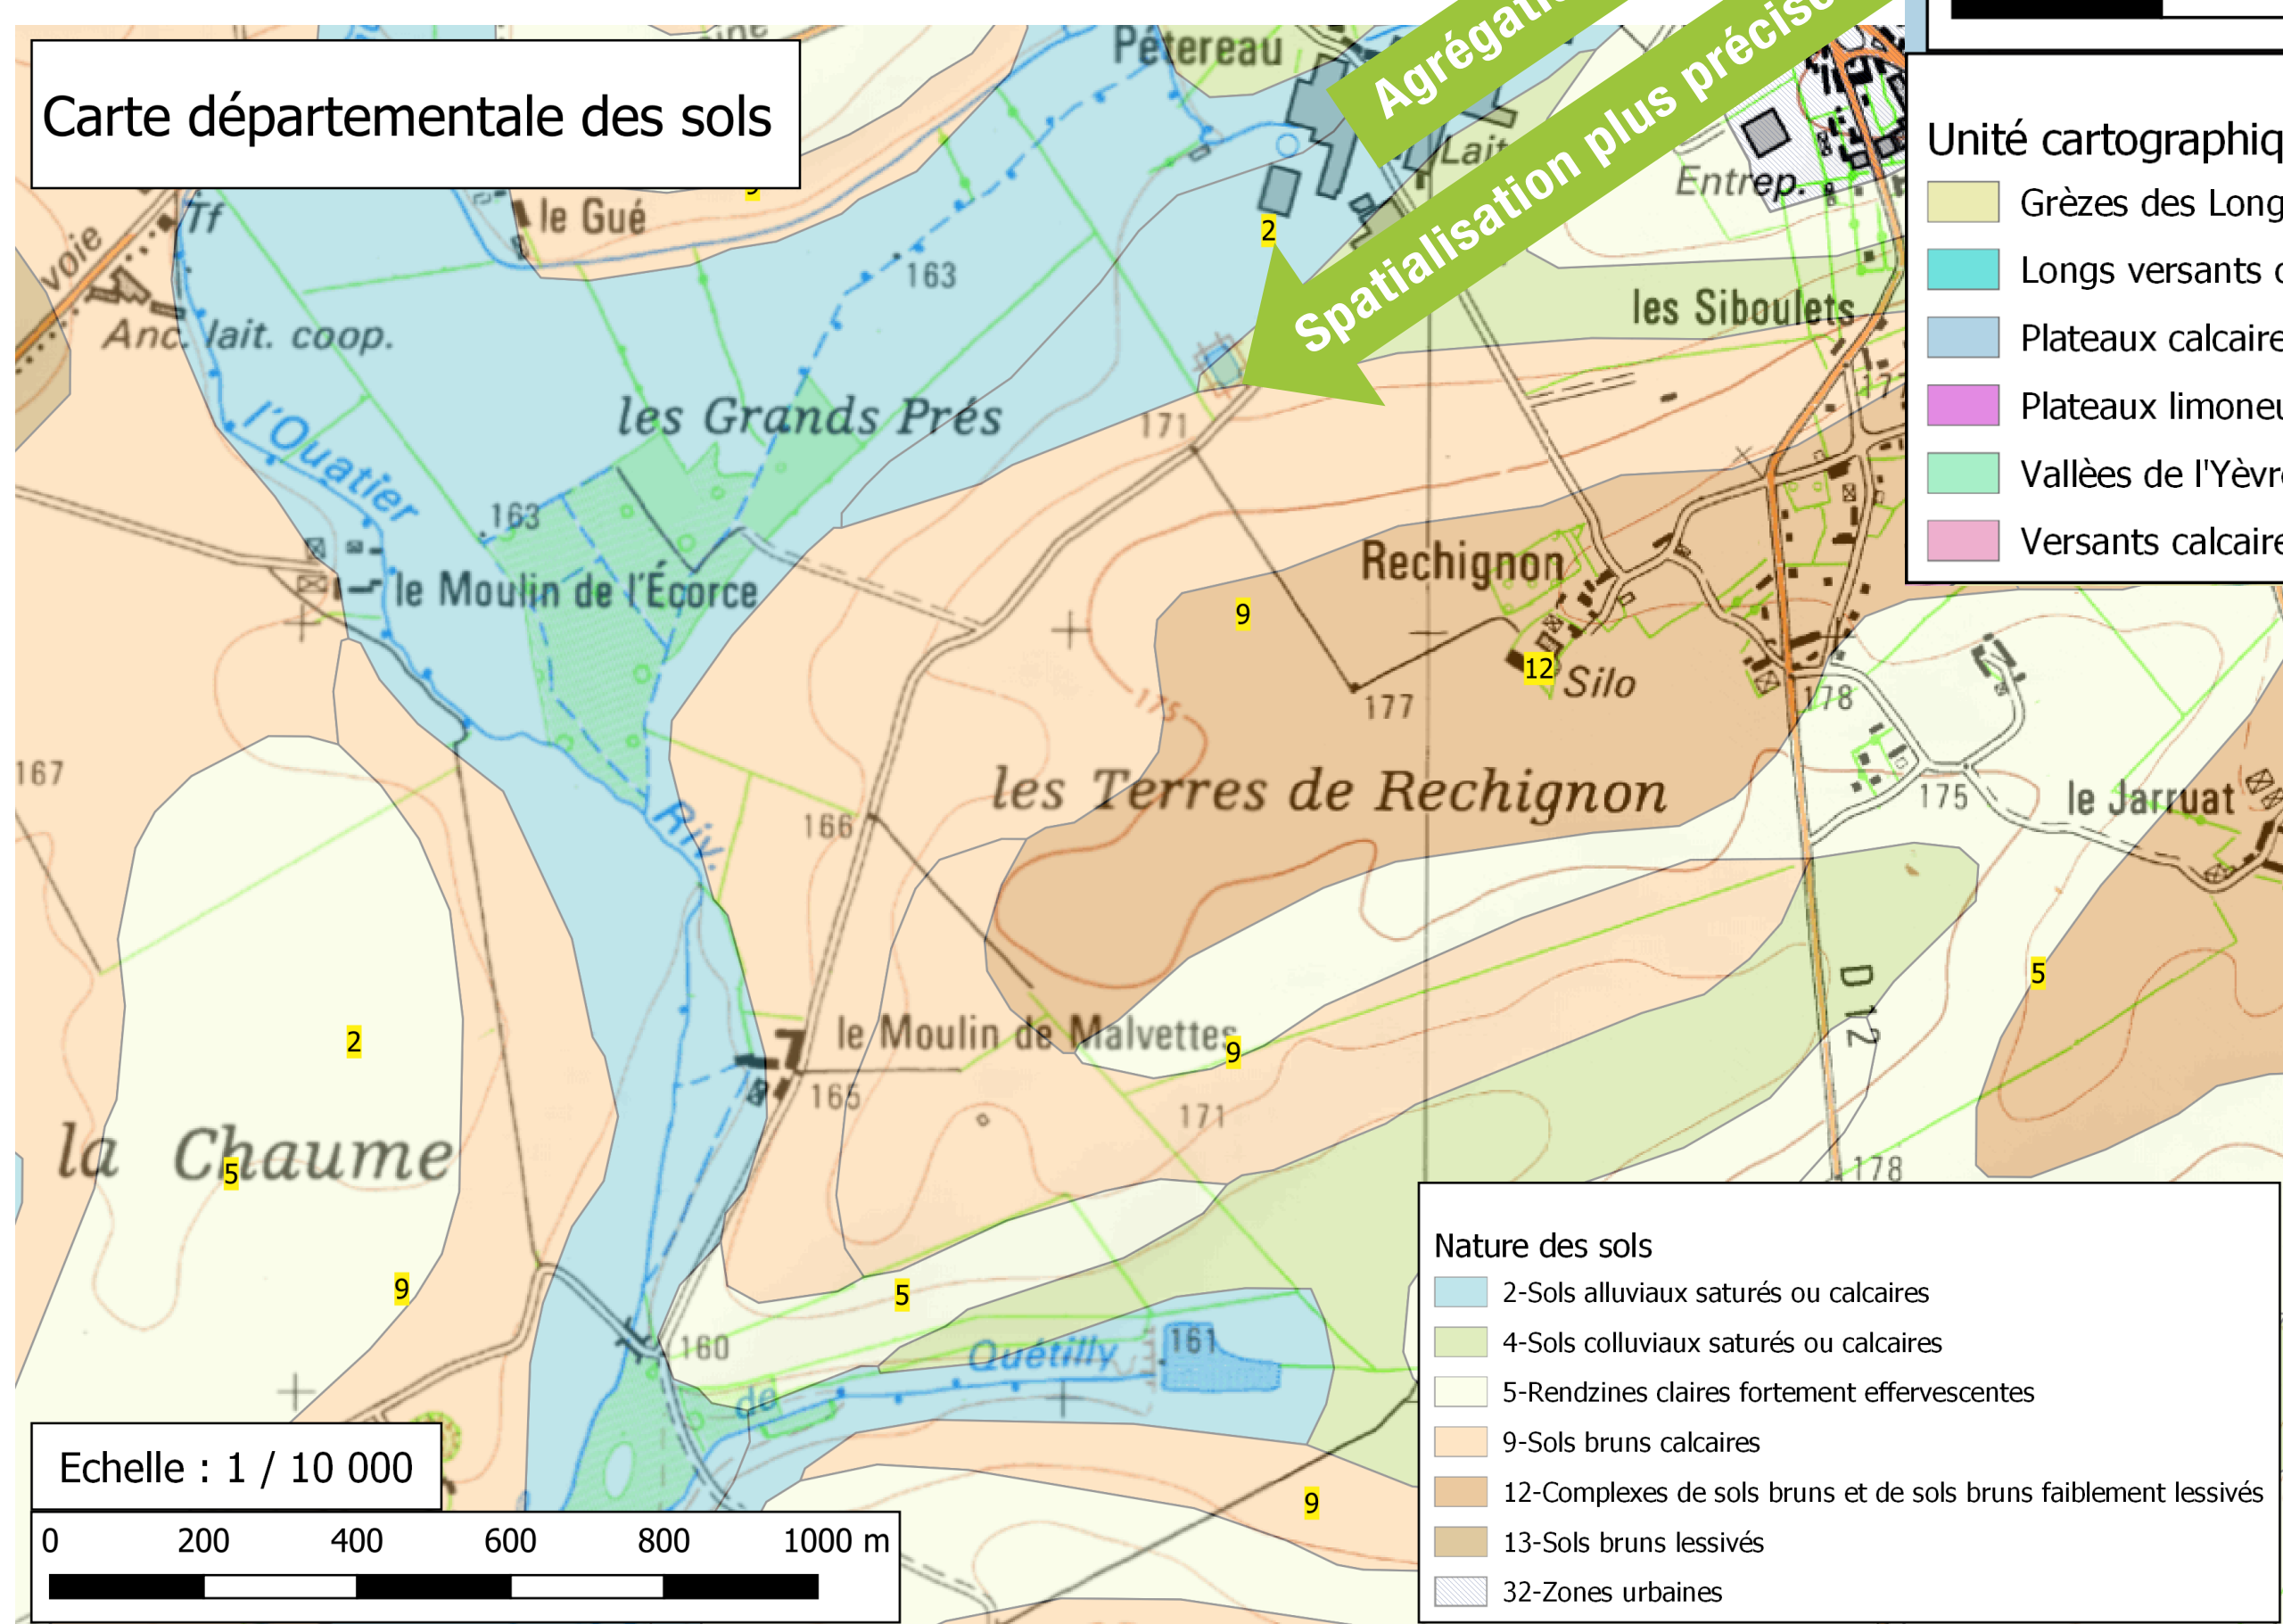 Carte départementale des sols
Pétereau
Agrégati
Spatialisation plus précis
Lait.
Entrep.
Unité cartographiq
Grèzes des Long
Longs versants
Plateaux calcaire
Plateaux limoneu
Vallèes de l'Yèvr
Versants calcaire
voie
Tf
le Gué
9
2
163
Anc. lait. coop.
les Siboulets
l'Ouatier
les Grands Prés
171
163
le Moulin de l'Écorce
Rechignon
9
12
Silo
175
177
178
167
les Terres de Rechignon
166
Riv.
175
le Jarruat
5
D 12
2
le Moulin de Malvettes
9
165
171
la Chaume
5
178
9
5
160
Quétilly
161
de
9
Nature des sols
2-Sols alluviaux saturés ou calcaires
4-Sols colluviaux saturés ou calcaires
5-Rendzines claires fortement effervescentes
9-Sols bruns calcaires
12-Complexes de sols bruns et de sols bruns faiblement lessivés
13-Sols bruns lessivés
32-Zones urbaines
Echelle : 1 / 10 000
0 200 400 600 800 1000 m